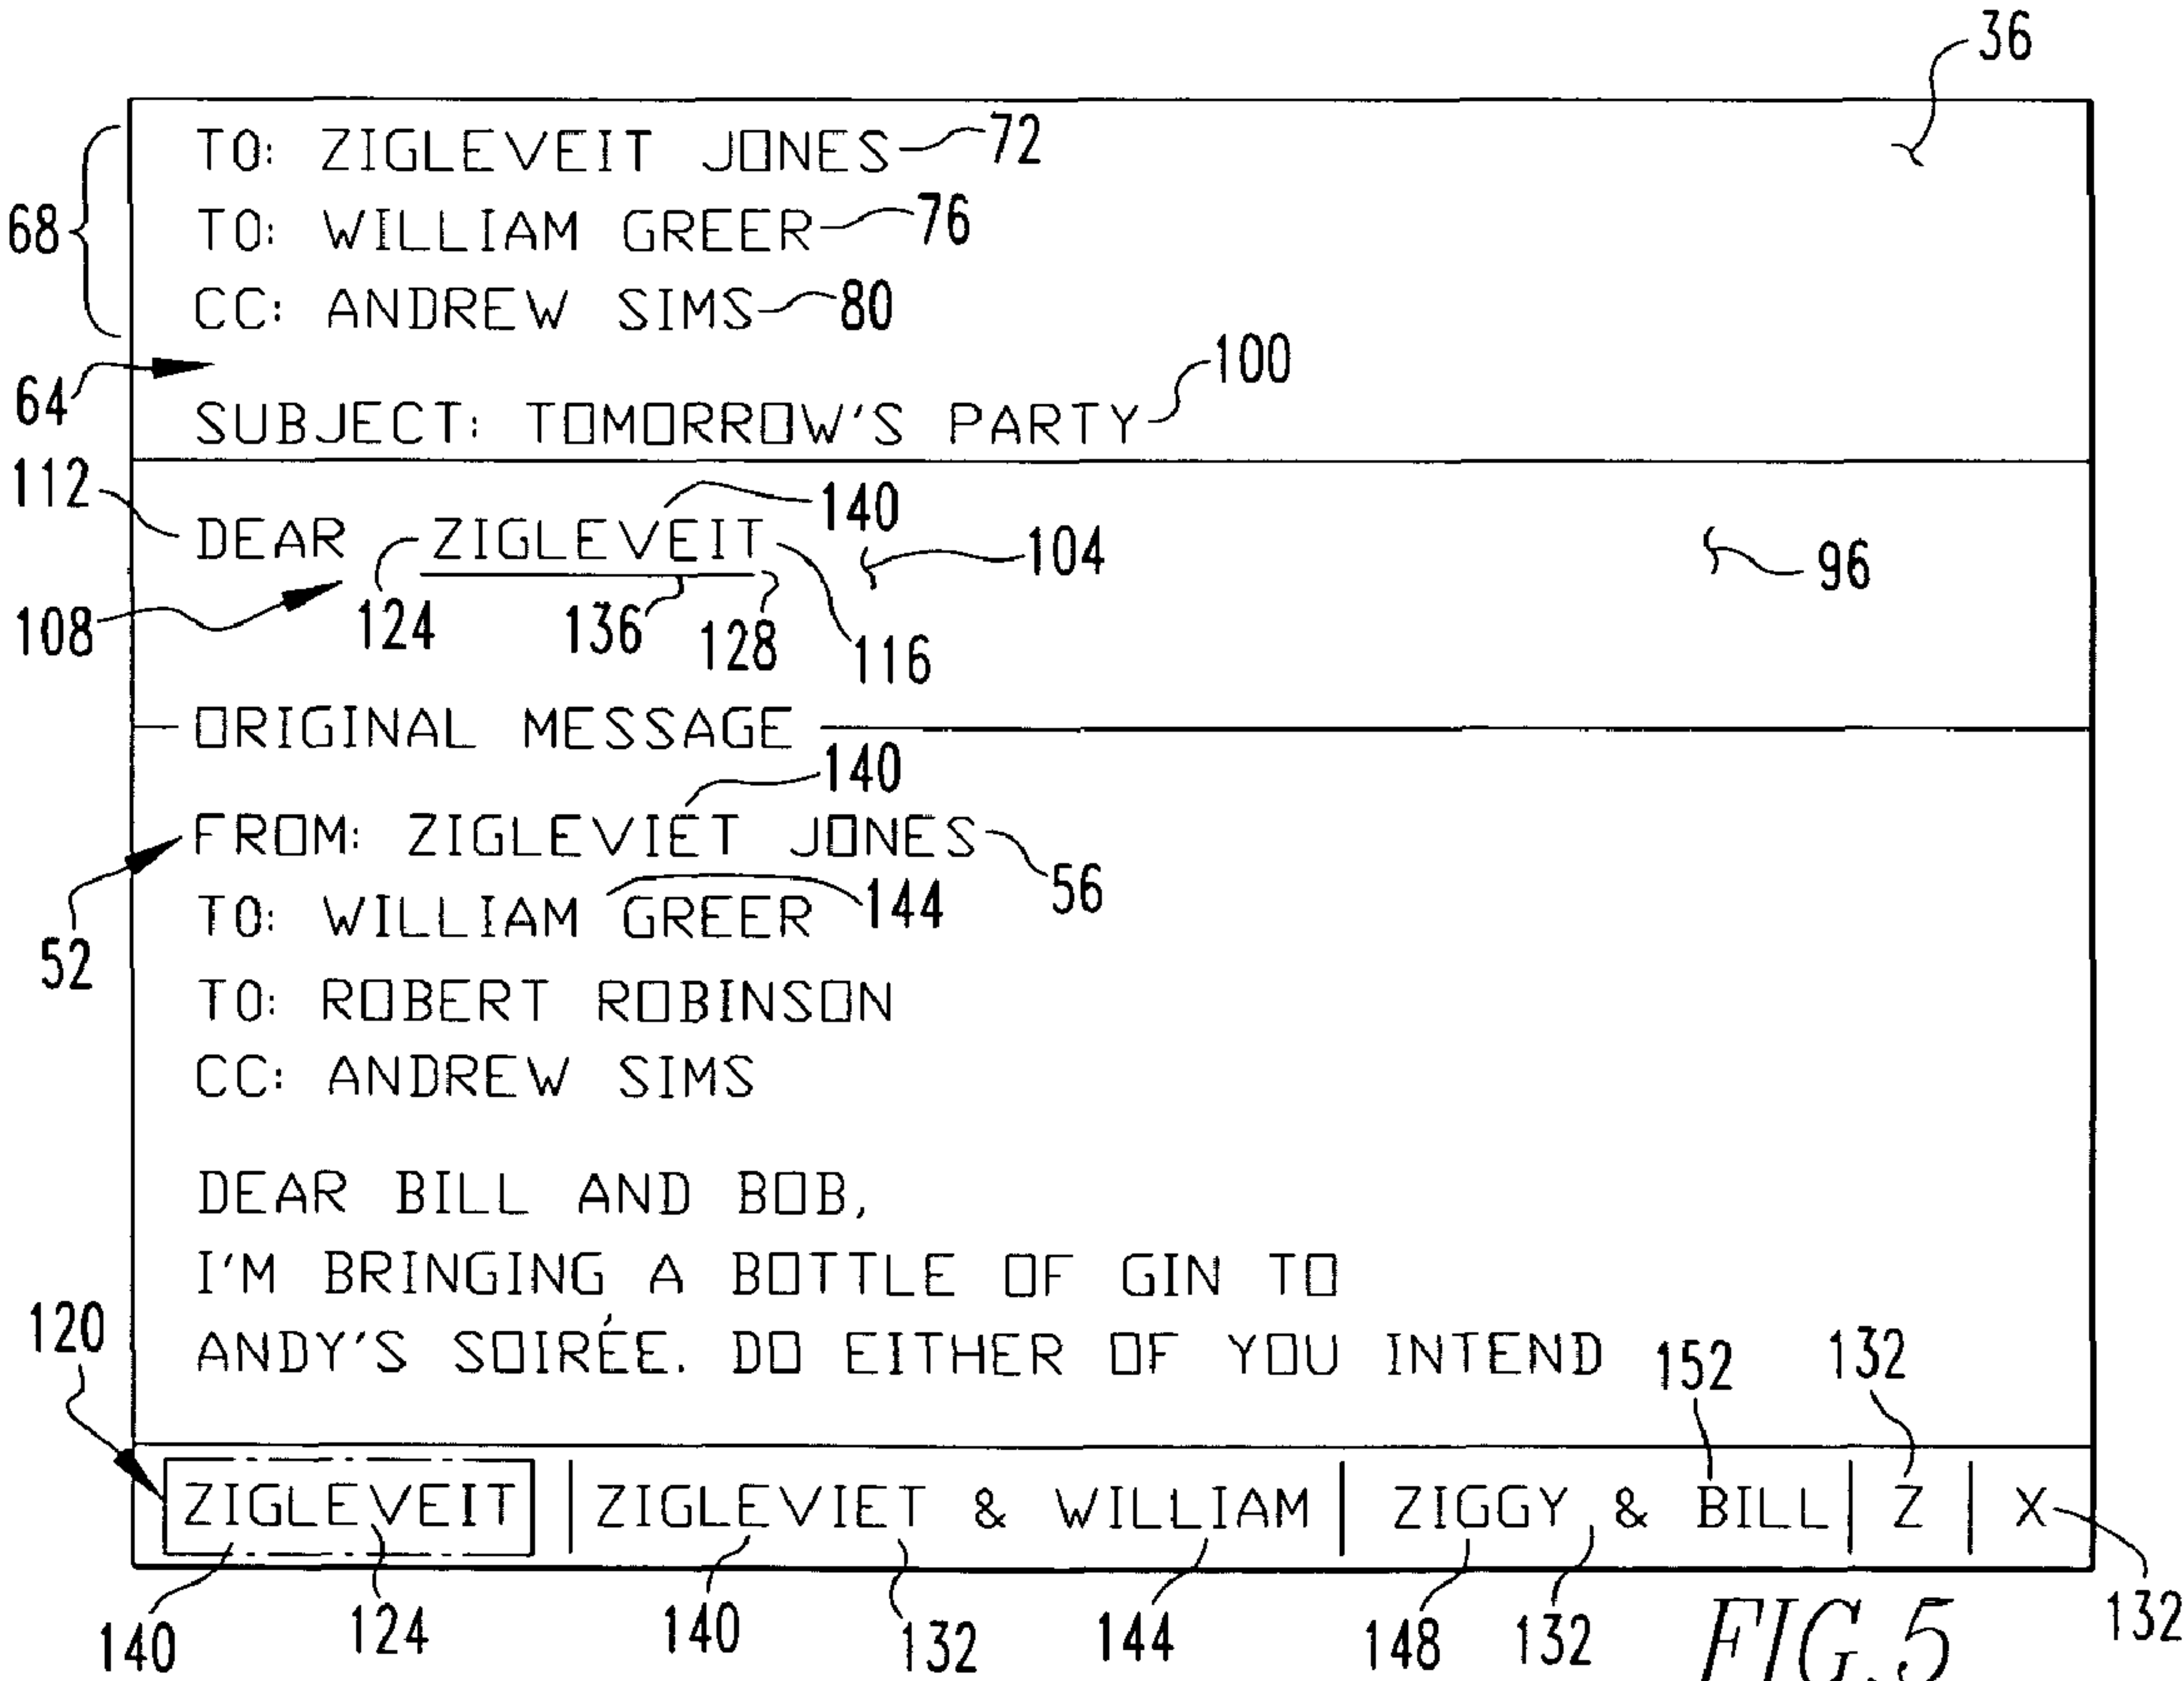 36
TO: ZIGLEVEIT JONES 72
68 TO: WILLIAM GREER 76
CC: ANDREW SIMS 80
64 100
SUBJECT: TOMORROW'S PARTY
112 140
DEAR ZIGLEVEIT 104 96
108 124 136 128 116
ORIGINAL MESSAGE
140
FROM: ZIGLEVIET JONES 56
TO: WILLIAM GREER 144
52
TO: ROBERT ROBINSON
CC: ANDREW SIMS
DEAR BILL AND BOB,
I'M BRINGING A BOTTLE OF GIN TO
120 ANDY'S SOIRÉE. DO EITHER OF YOU INTEND 152 132
ZIGLEVEIT | ZIGLEVIET & WILLIAM | ZIGGY & BILL | Z | X
140 124 140 132 144 148 132 132
FIG.5